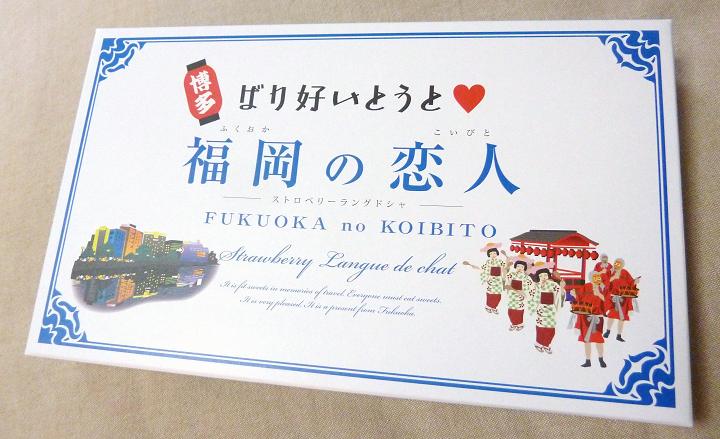 博多
ばり好いとうと♥
ふくおか こいびと
福岡の恋人
ストロベリーラングドシャ
FUKUOKA no KOIBITO
Strawberry Langue de chat
It is fit sweets in memories of travel. Everyone must eat sweets.
It is very pleased. It is a present from Fukuoka.